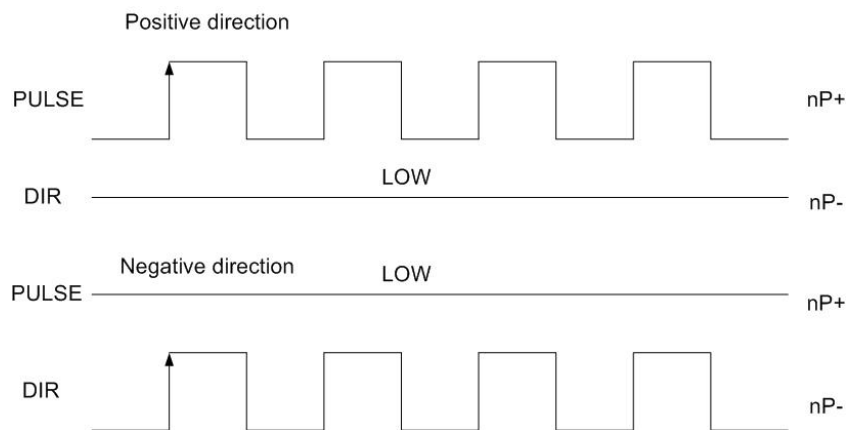 Positive direction
PULSE
nP+
LOW
DIR
nP-
Negative direction
LOW
PULSE
nP+
DIR
nP-